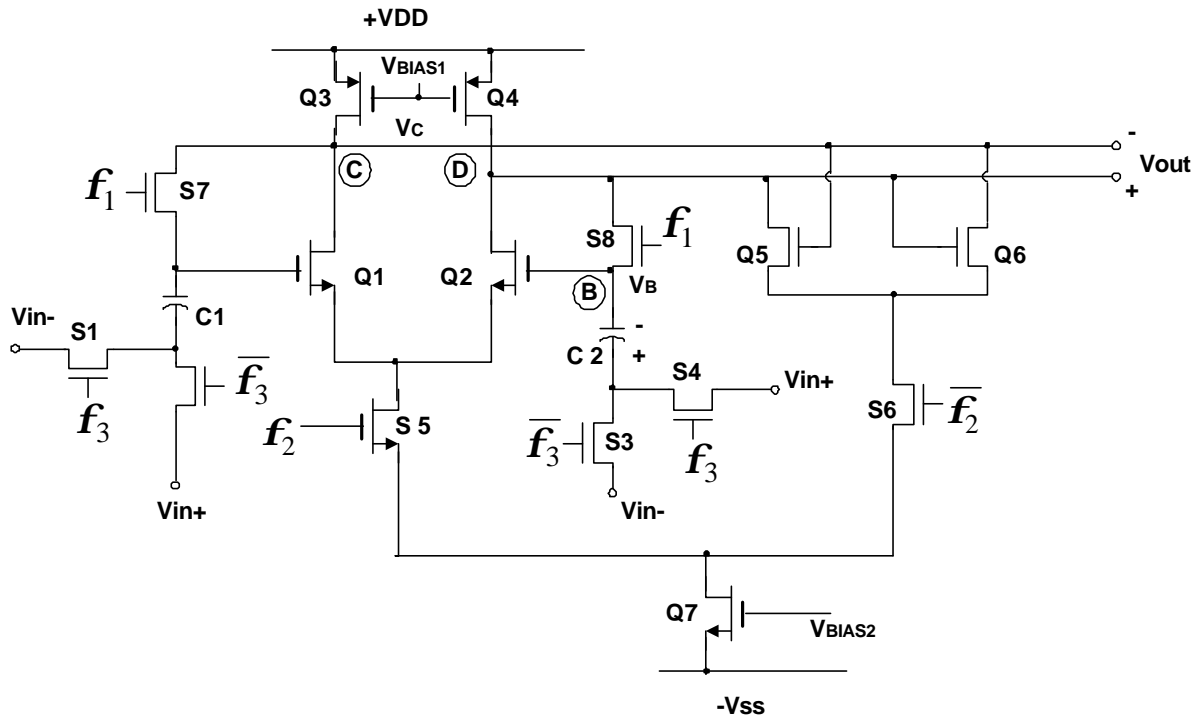 +VDD
VBIAS1
Q3
Q4
VC
C
D
-
Vout
+
f1
S7
S8
f1
Q5
Q6
Q1
Q2
B
VB
C1
Vin-
S1
-
C 2
+
S4
Vin+
f3
f3
S6
f2
f2
S 5
f3
S3
f3
Vin+
Vin-
Q7
VBIAS2
-Vss